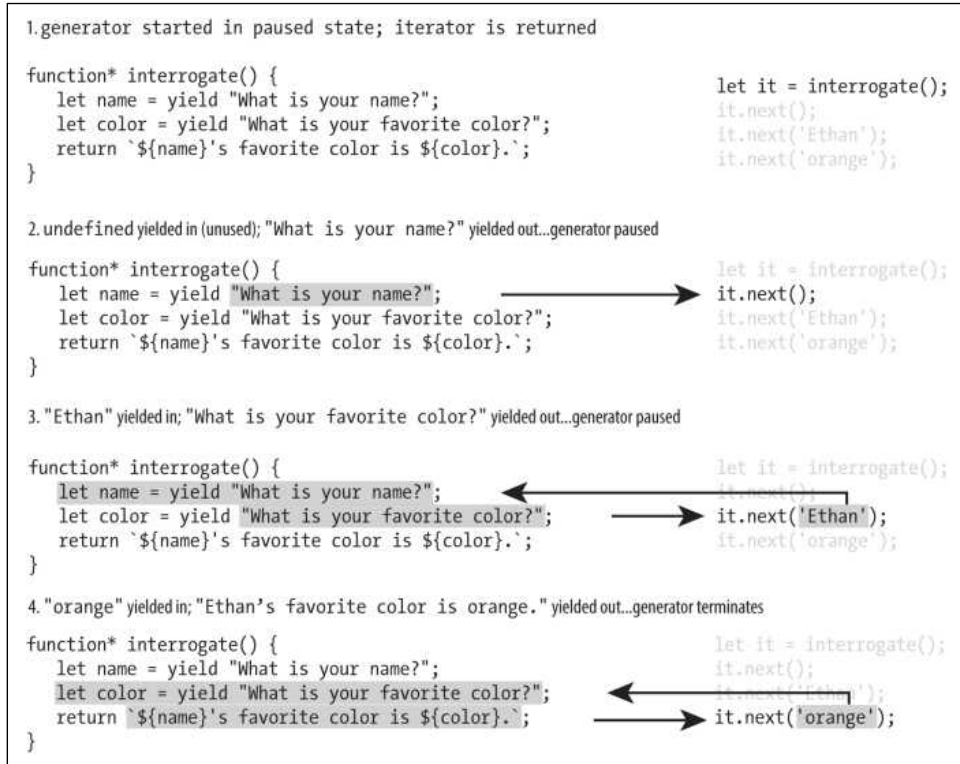 1. generator started in paused state; iterator is returned
function* interrogate() {
let name = yield "What is your name?";
let color = yield "What is your favorite color?";
return `${name}'s favorite color is ${color}.`;
}
let it = interrogate();
it.next();
it.next('Ethan');
it.next('orange');
2. undefined yielded in (unused); "What is your name?" yielded out...generator paused
function* interrogate() {
let name = yield "What is your name?";
let color = yield "What is your favorite color?";
return `${name}'s favorite color is ${color}.`;
}
let it = interrogate();
it.next();
it.next('Ethan');
it.next('orange');
3. "Ethan" yielded in; "What is your favorite color?" yielded out...generator paused
function* interrogate() {
let name = yield "What is your name?";
let color = yield "What is your favorite color?";
return `${name}'s favorite color is ${color}.`;
}
let it = interrogate();
it.next();
it.next('Ethan');
it.next('orange');
4. "orange" yielded in; "Ethan's favorite color is orange." yielded out...generator terminates
function* interrogate() {
let name = yield "What is your name?";
let color = yield "What is your favorite color?";
return `${name}'s favorite color is ${color}.`;
}
let it = interrogate();
it.next();
it.next('Ethan');
it.next('orange');